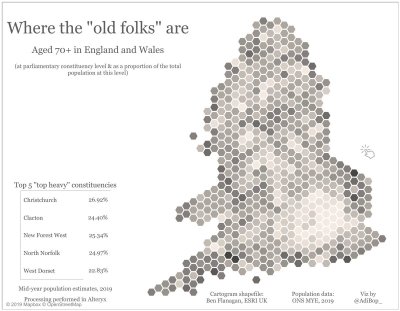 Where the "old folks" are
Aged 70+ in England and Wales
(at parliamentary constituency level & as a proportion of the total
population at this level)
Top 5 "top heavy" constituencies
Christchurch 26.92%
Clacton 24.40%
New Forest West 25.34%
North Norfolk 24.97%
West Dorset 22.83%
Mid-year population estimates, 2019
Processing performed in Alteryx
© 2019 Mapbox © OpenStreetMap
Cartogram shapefile:
Ben Flanagan, ESRI UK
Population data:
ONS MYE, 2019
Viz by
@AdiBop_